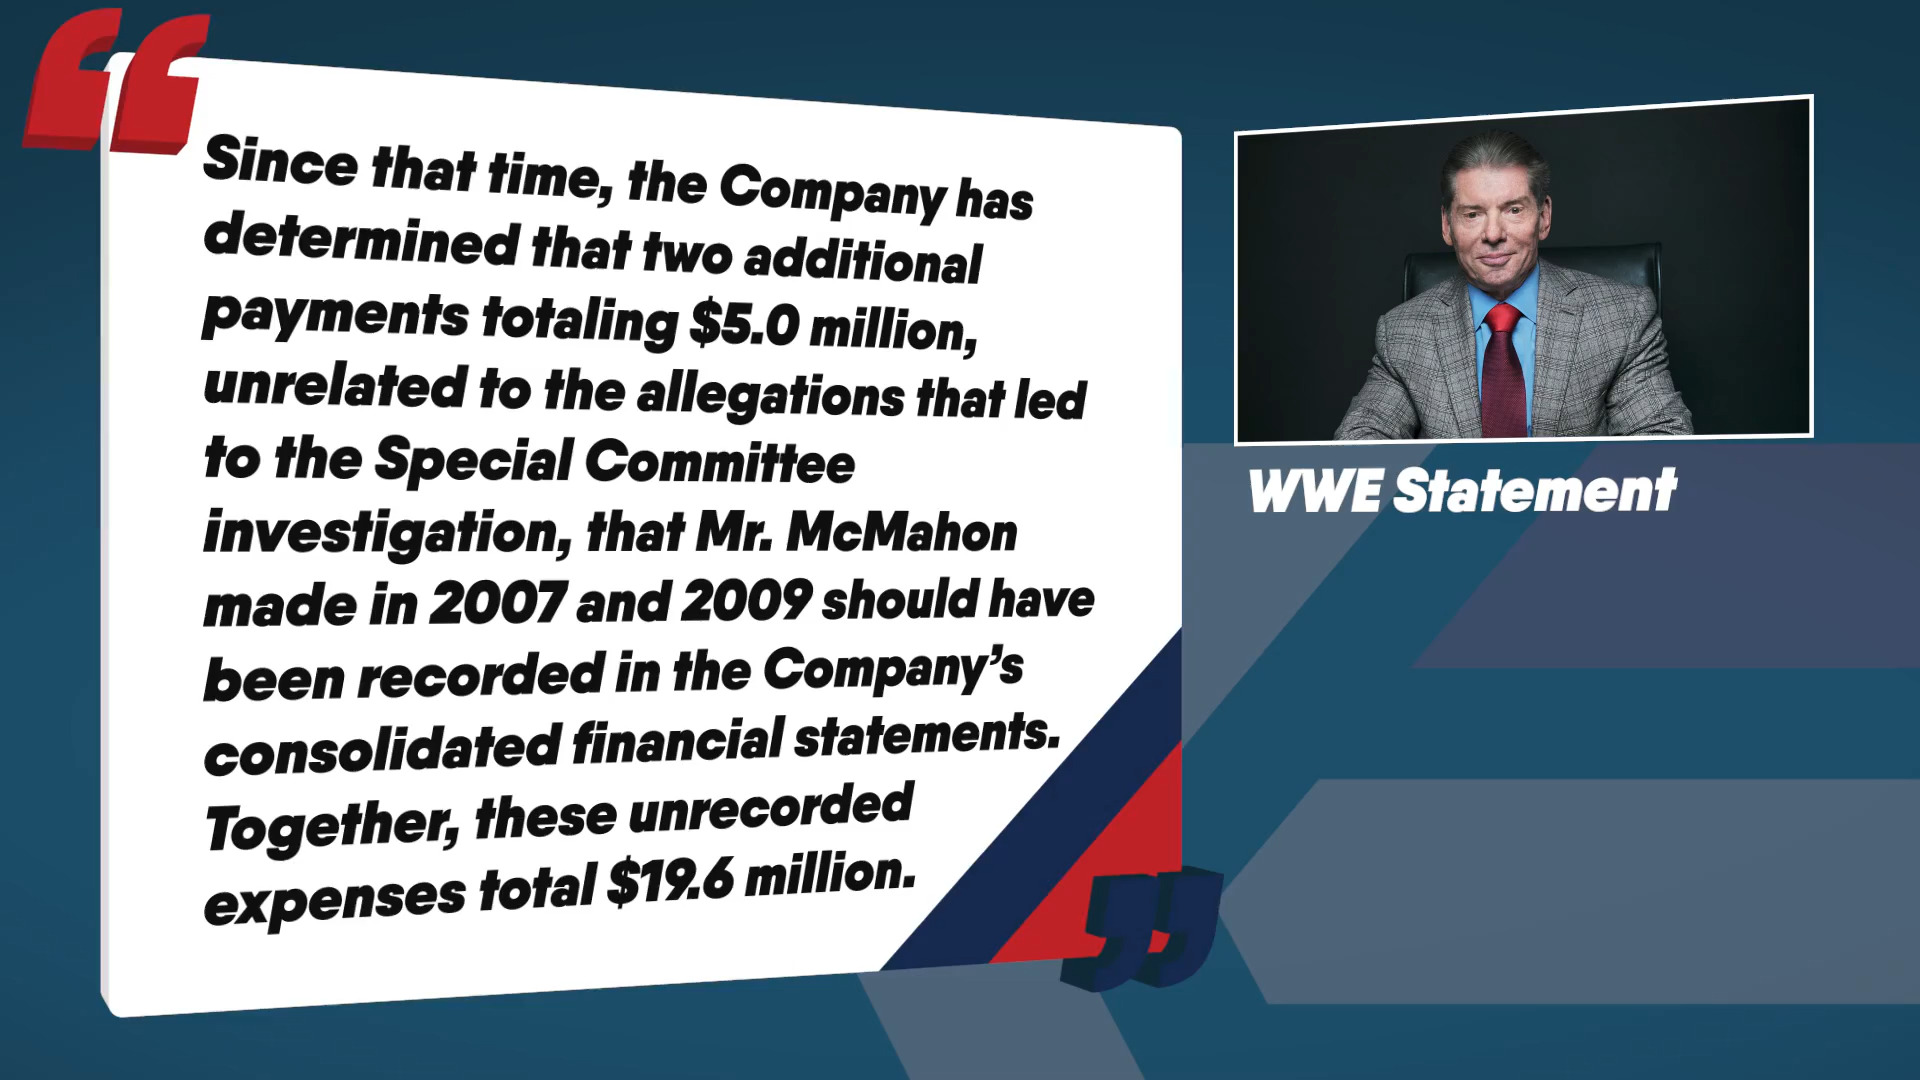 Since that time, the Company has
determined that two additional
payments totaling $5.0 million,
unrelated to the allegations that led
to the Special Committee
investigation, that Mr. McMahon
made in 2007 and 2009 should have
been recorded in the Company's
consolidated financial statements.
Together, these unrecorded
expenses total $19.6 million.
WWE Statement